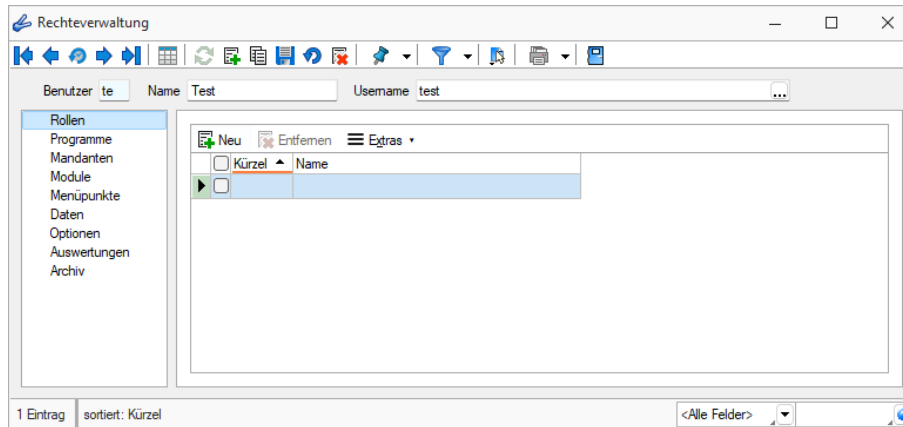 Rechteverwaltung
Benutzer te Name Test Username test ...
Rollen
Programme
Mandanten
Module
Menüpunkte
Daten
Optionen
Auswertungen
Archiv
Neu Entfernen Extras
Kürzel Name
1 Eintrag sortiert: Kürzel <Alle Felder>